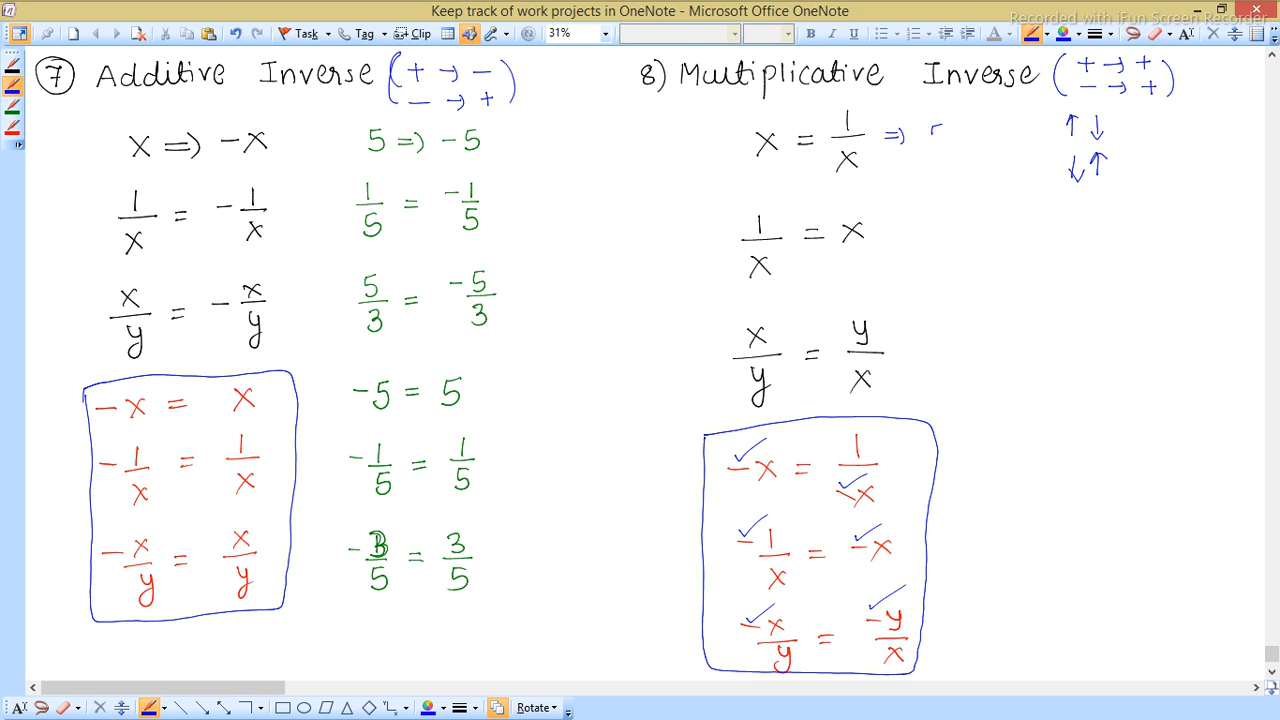 Keep track of work projects in OneNote - Microsoft Office OneNote
Recorded with iFun Screen Recorder
Task Tag Clip 31% B I U A
⑦ Additive Inverse (+ → −
− → +)
x ⇒ −x
5 ⇒ −5
1/x = −1/x
1/5 = −1/5
x/y = −x/y
5/3 = −5/3
−x = x
−5 = 5
−1/x = 1/x
−1/5 = 1/5
−x/y = x/y
−3/5 = 3/5
8) Multiplicative Inverse (+ → +
− → +)
x = 1/x ⇒
↑ ↓
↓ ↑
1/x = x
x/y = y/x
−x = 1/−x
−1/x = −x
−x/y = −y/x
Rotate